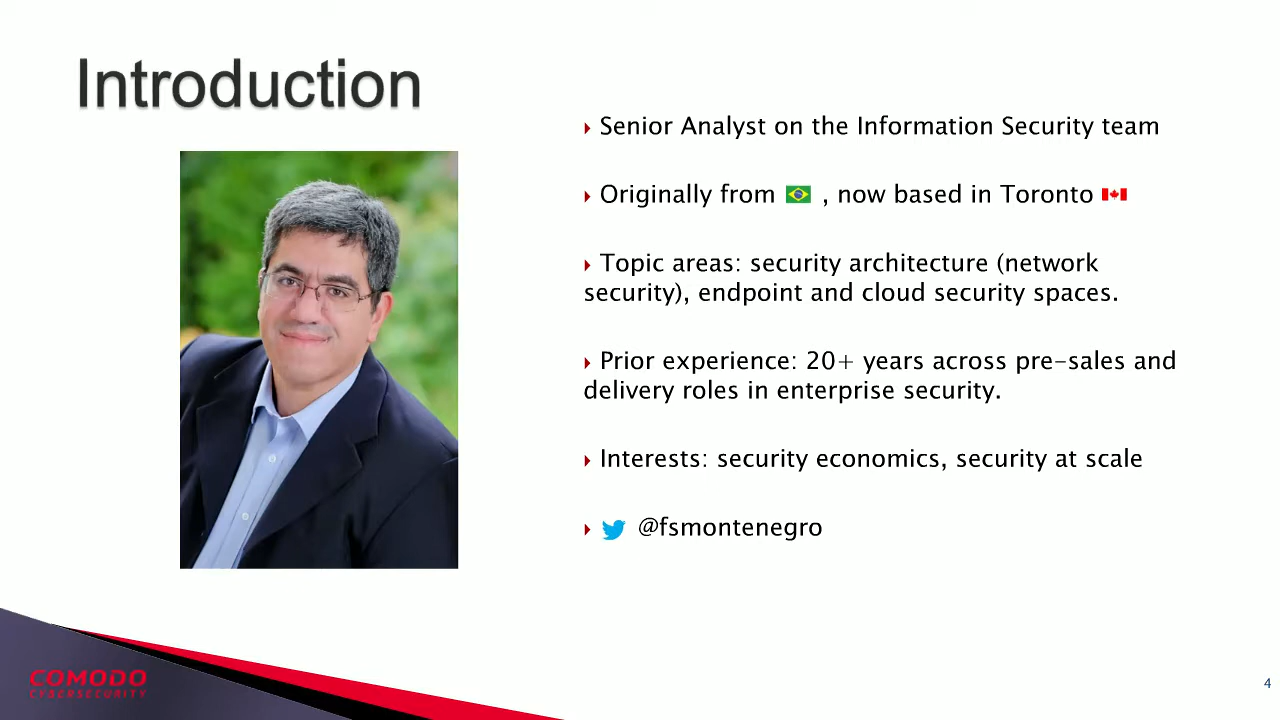 Introduction
Senior Analyst on the Information Security team
Originally from , now based in Toronto
Topic areas: security architecture (network
security), endpoint and cloud security spaces.
Prior experience: 20+ years across pre-sales and
delivery roles in enterprise security.
Interests: security economics, security at scale
@fsmontenegro
COMODO
CYBERSECURITY
4